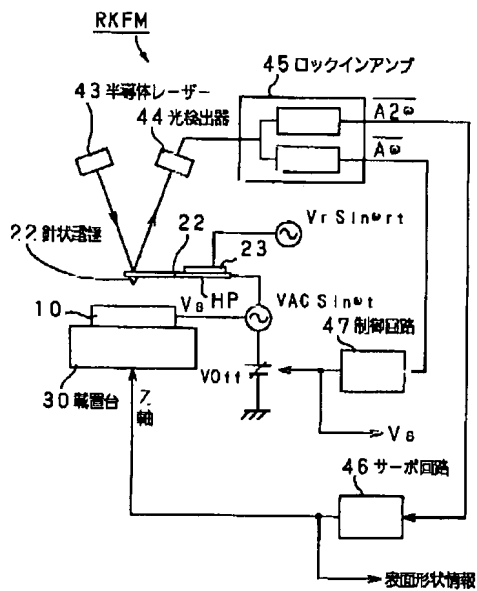 RKFM
45 ロックインアンプ
43 半導体レーザー
44 光検出器
A2ω
Aω
22 針状電極
22
23
Vr Sinωrt
HP
Vs
10
VAC Sinωt
47 制御回路
VOff
30 載置台
Z軸
Vs
46 サーボ回路
表面形状情報